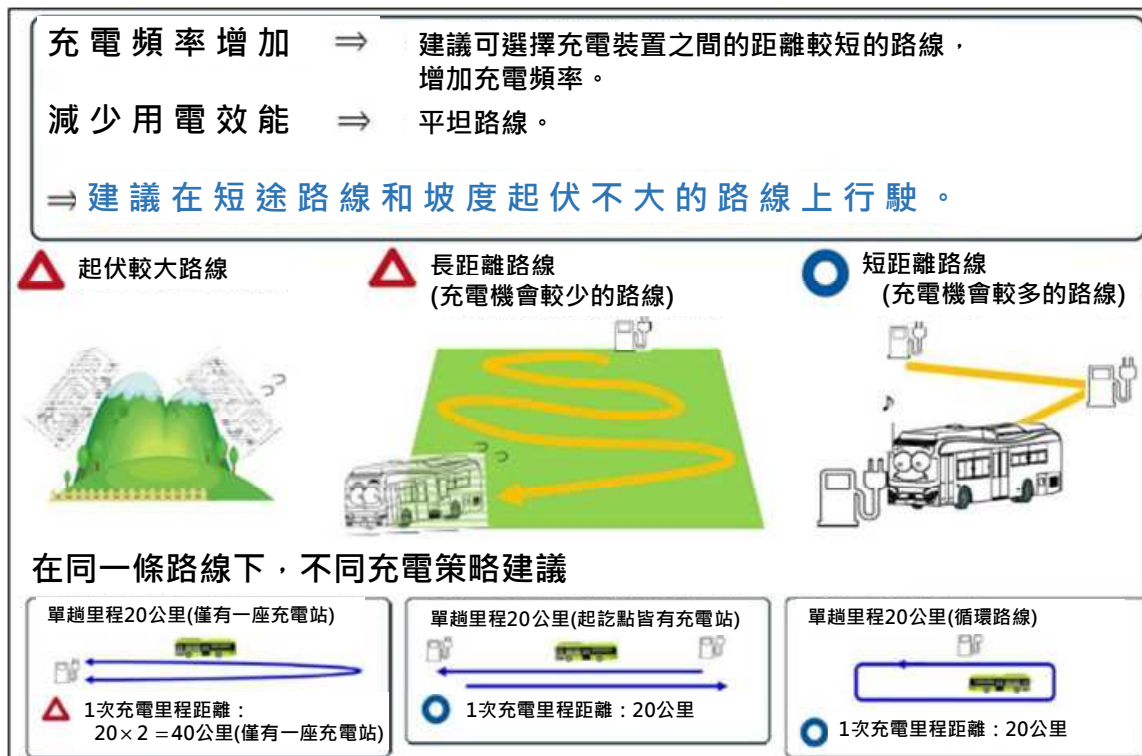 充電頻率增加 ⇒ 建議可選擇充電裝置之間的距離較短的路線，
增加充電頻率。
減少用電效能 ⇒ 平坦路線。
⇒ 建議在短途路線和坡度起伏不大的路線上行駛。
起伏較大路線
長距離路線
(充電機會較少的路線)
短距離路線
(充電機會較多的路線)
在同一條路線下，不同充電策略建議
單趟里程20公里(僅有一座充電站)
1次充電里程距離：
20×2 =40公里(僅有一座充電站)
單趟里程20公里(起訖點皆有充電站)
1次充電里程距離：20公里
單趟里程20公里(循環路線)
1次充電里程距離：20公里